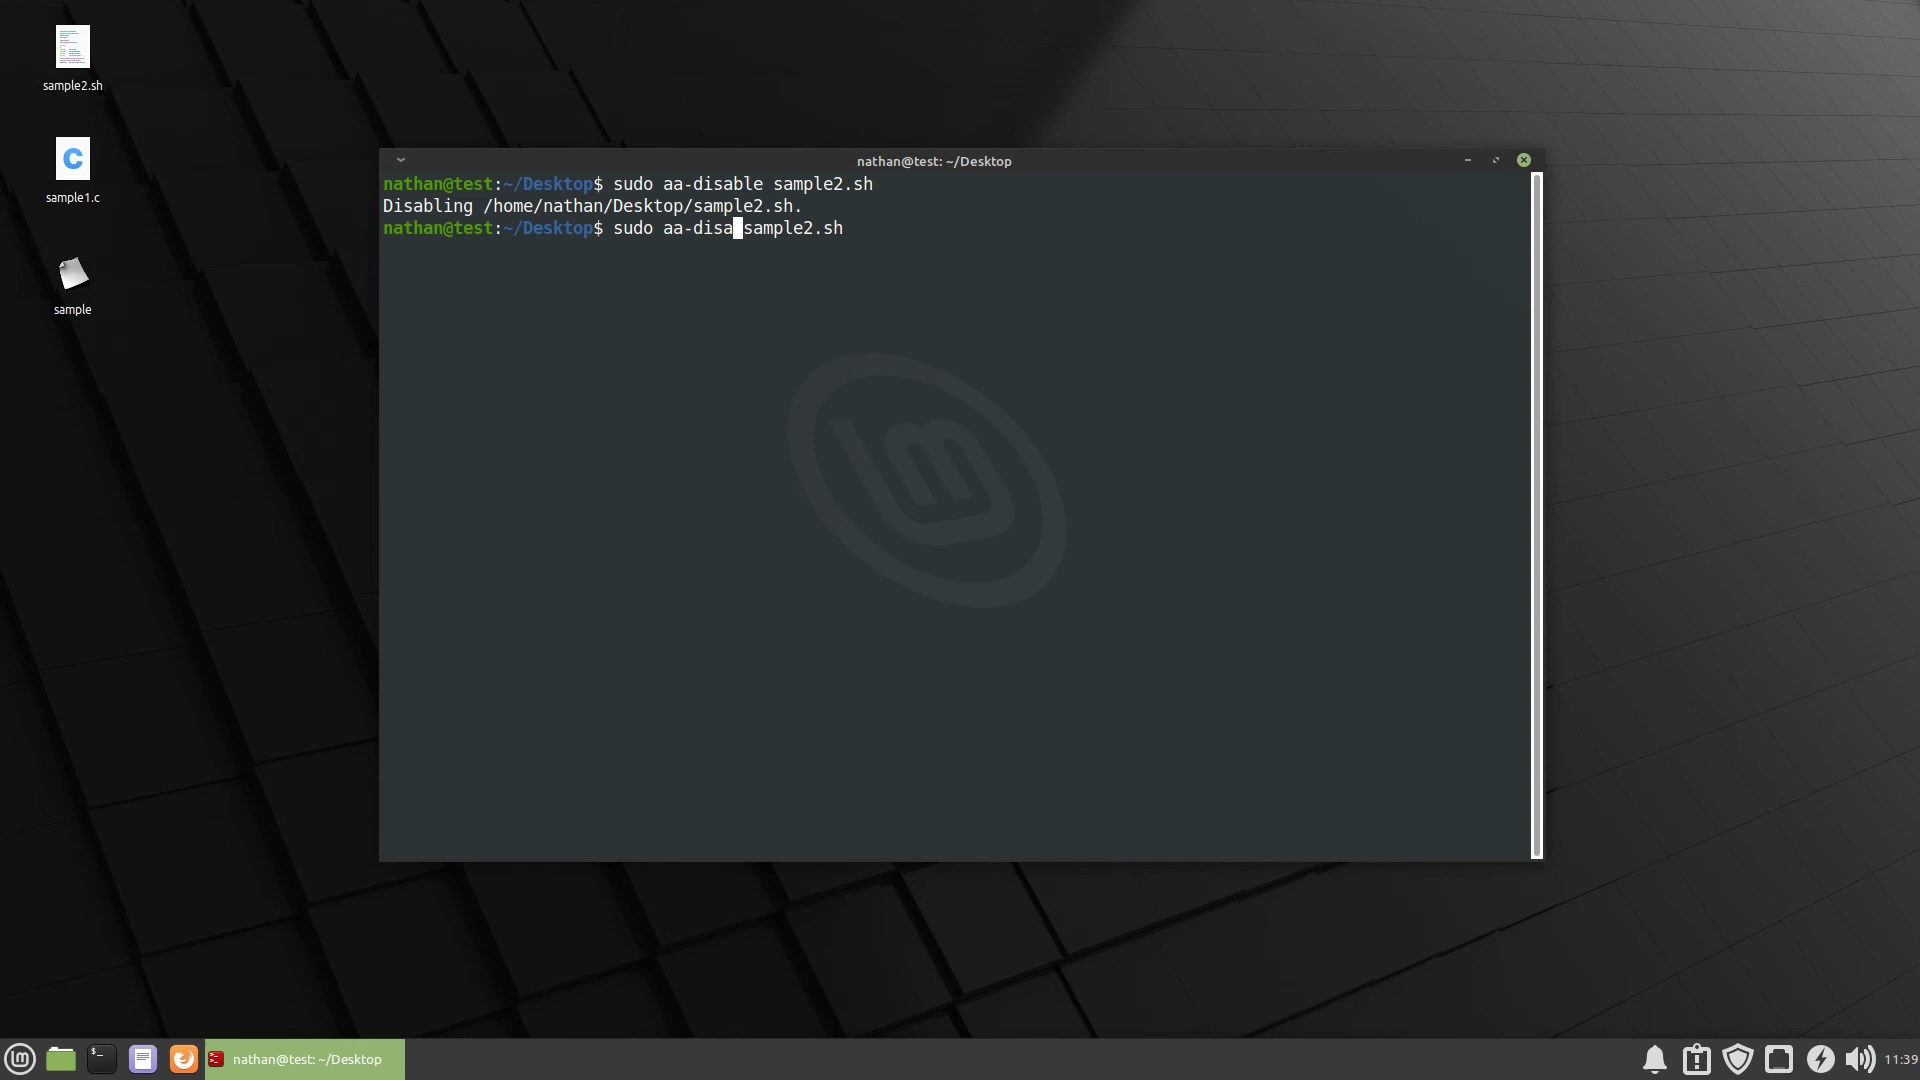 sample2.sh
sample1.c
sample
nathan@test: ~/Desktop
nathan@test:~/Desktop$ sudo aa-disable sample2.sh
Disabling /home/nathan/Desktop/sample2.sh.
nathan@test:~/Desktop$ sudo aa-disa sample2.sh
nathan@test: ~/Desktop
11:39